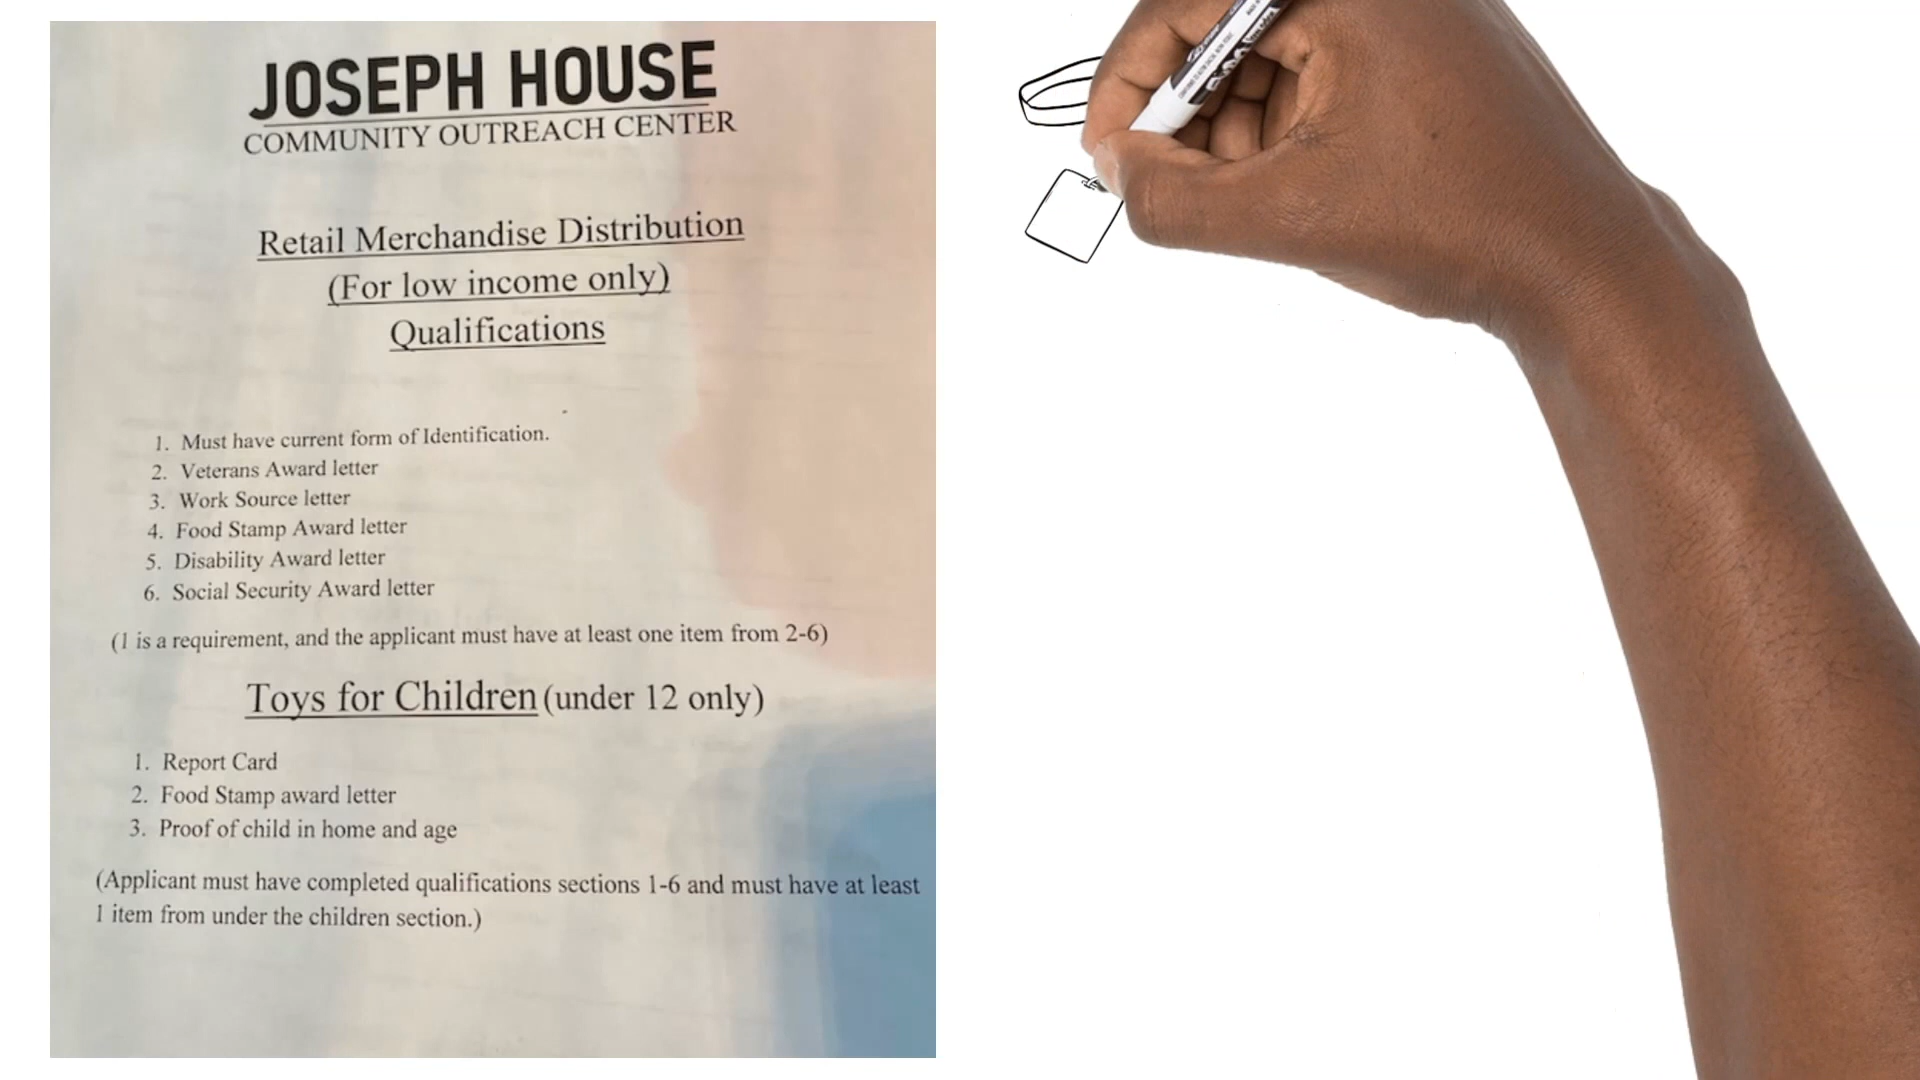 JOSEPH HOUSE
COMMUNITY OUTREACH CENTER
Retail Merchandise Distribution
(For low income only)
Qualifications
1. Must have current form of Identification.
2. Veterans Award letter
3. Work Source letter
4. Food Stamp Award letter
5. Disability Award letter
6. Social Security Award letter
(1 is a requirement, and the applicant must have at least one item from 2-6)
Toys for Children (under 12 only)
1. Report Card
2. Food Stamp award letter
3. Proof of child in home and age
(Applicant must have completed qualifications sections 1-6 and must have at least
1 item from under the children section.)